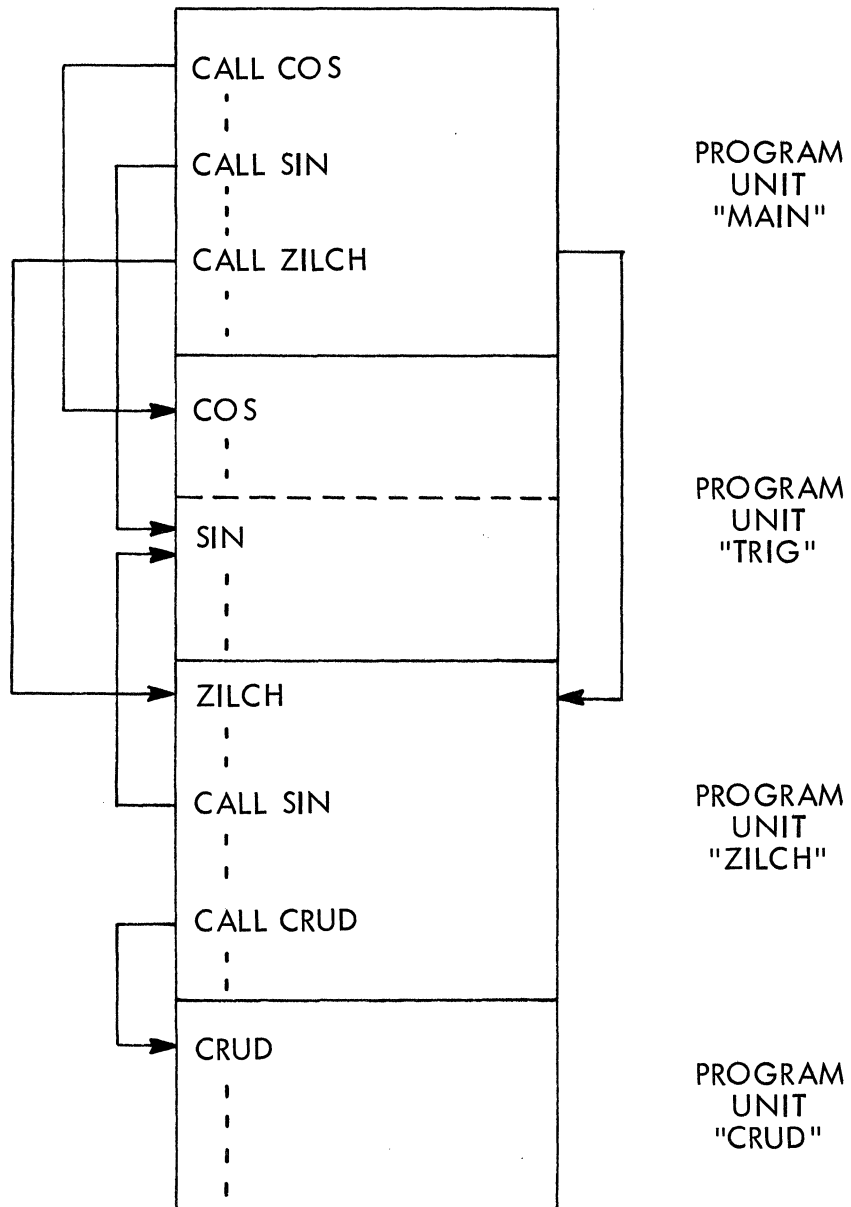 CALL COS
CALL SIN
CALL ZILCH
PROGRAM
UNIT
"MAIN"
COS
SIN
PROGRAM
UNIT
"TRIG"
ZILCH
CALL SIN
CALL CRUD
PROGRAM
UNIT
"ZILCH"
CRUD
PROGRAM
UNIT
"CRUD"